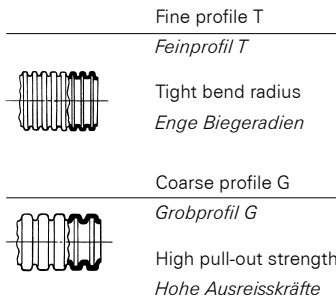 Fine profile T
Feinprofil T
Tight bend radius
Enge Biegeradien
Coarse profile G
Grobprofil G
High pull-out strength
Hohe Ausreisskräfte